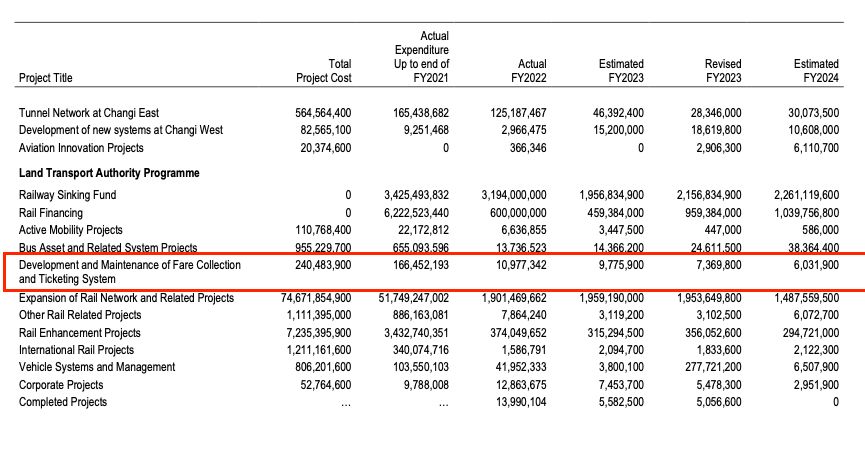 Actual
Expenditure
Total Up to end of Actual Estimated Revised Estimated
Project Title Project Cost FY2021 FY2022 FY2023 FY2023 FY2024
Tunnel Network at Changi East 564,564,400 165,438,682 125,187,467 46,392,400 28,346,000 30,073,500
Development of new systems at Changi West 82,565,100 9,251,468 2,966,475 15,200,000 18,619,800 10,608,000
Aviation Innovation Projects 20,374,600 0 366,346 0 2,906,300 6,110,700
Land Transport Authority Programme
Railway Sinking Fund 0 3,425,493,832 3,194,000,000 1,956,834,900 2,156,834,900 2,261,119,600
Rail Financing 0 6,222,523,440 600,000,000 459,384,000 959,384,000 1,039,756,800
Active Mobility Projects 110,768,400 22,172,812 6,636,855 3,447,500 447,000 586,000
Bus Asset and Related System Projects 955,229,700 655,093,596 13,736,523 14,366,200 24,611,500 38,364,400
Development and Maintenance of Fare Collection 240,483,900 166,452,193 10,977,342 9,775,900 7,369,800 6,031,900
and Ticketing System
Expansion of Rail Network and Related Projects 74,671,854,900 51,749,247,002 1,901,469,662 1,959,190,000 1,953,649,800 1,487,559,500
Other Rail Related Projects 1,111,395,000 886,163,081 7,864,240 3,119,200 3,102,500 6,072,700
Rail Enhancement Projects 7,235,395,900 3,432,740,351 374,049,652 315,294,500 356,052,600 294,721,000
International Rail Projects 1,211,161,600 340,074,716 1,586,791 2,094,700 1,833,600 2,122,300
Vehicle Systems and Management 806,201,600 103,550,103 41,952,333 3,800,100 277,721,200 6,507,900
Corporate Projects 52,764,600 9,788,008 12,863,675 7,453,700 5,478,300 2,951,900
Completed Projects ... ... 13,990,104 5,582,500 5,056,600 0